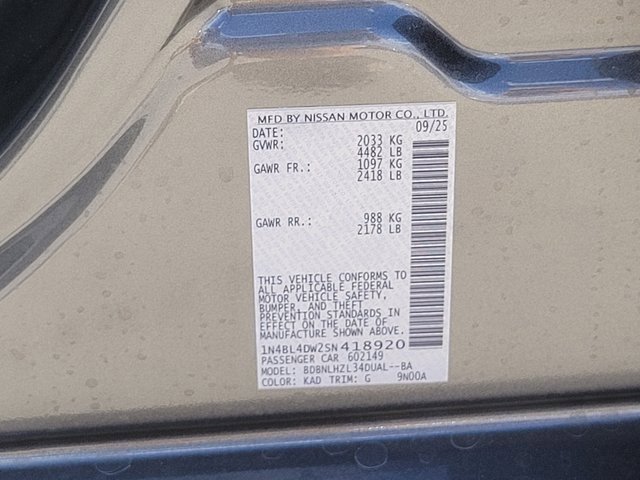 MFD BY NISSAN MOTOR CO., LTD.
DATE: 09/25
GVWR: 2033 KG
4482 LB
GAWR FR.: 1097 KG
2418 LB
GAWR RR.: 988 KG
2178 LB
THIS VEHICLE CONFORMS TO
ALL APPLICABLE FEDERAL
MOTOR VEHICLE SAFETY,
BUMPER, AND THEFT
PREVENTION STANDARDS IN
EFFECT ON THE DATE OF
MANUFACTURE SHOWN ABOVE.
1N4BL4DW2SN418920
PASSENGER CAR 602149
MODEL: BDBNLHZL34DUAL--BA
COLOR: KAD TRIM: G 9N00A